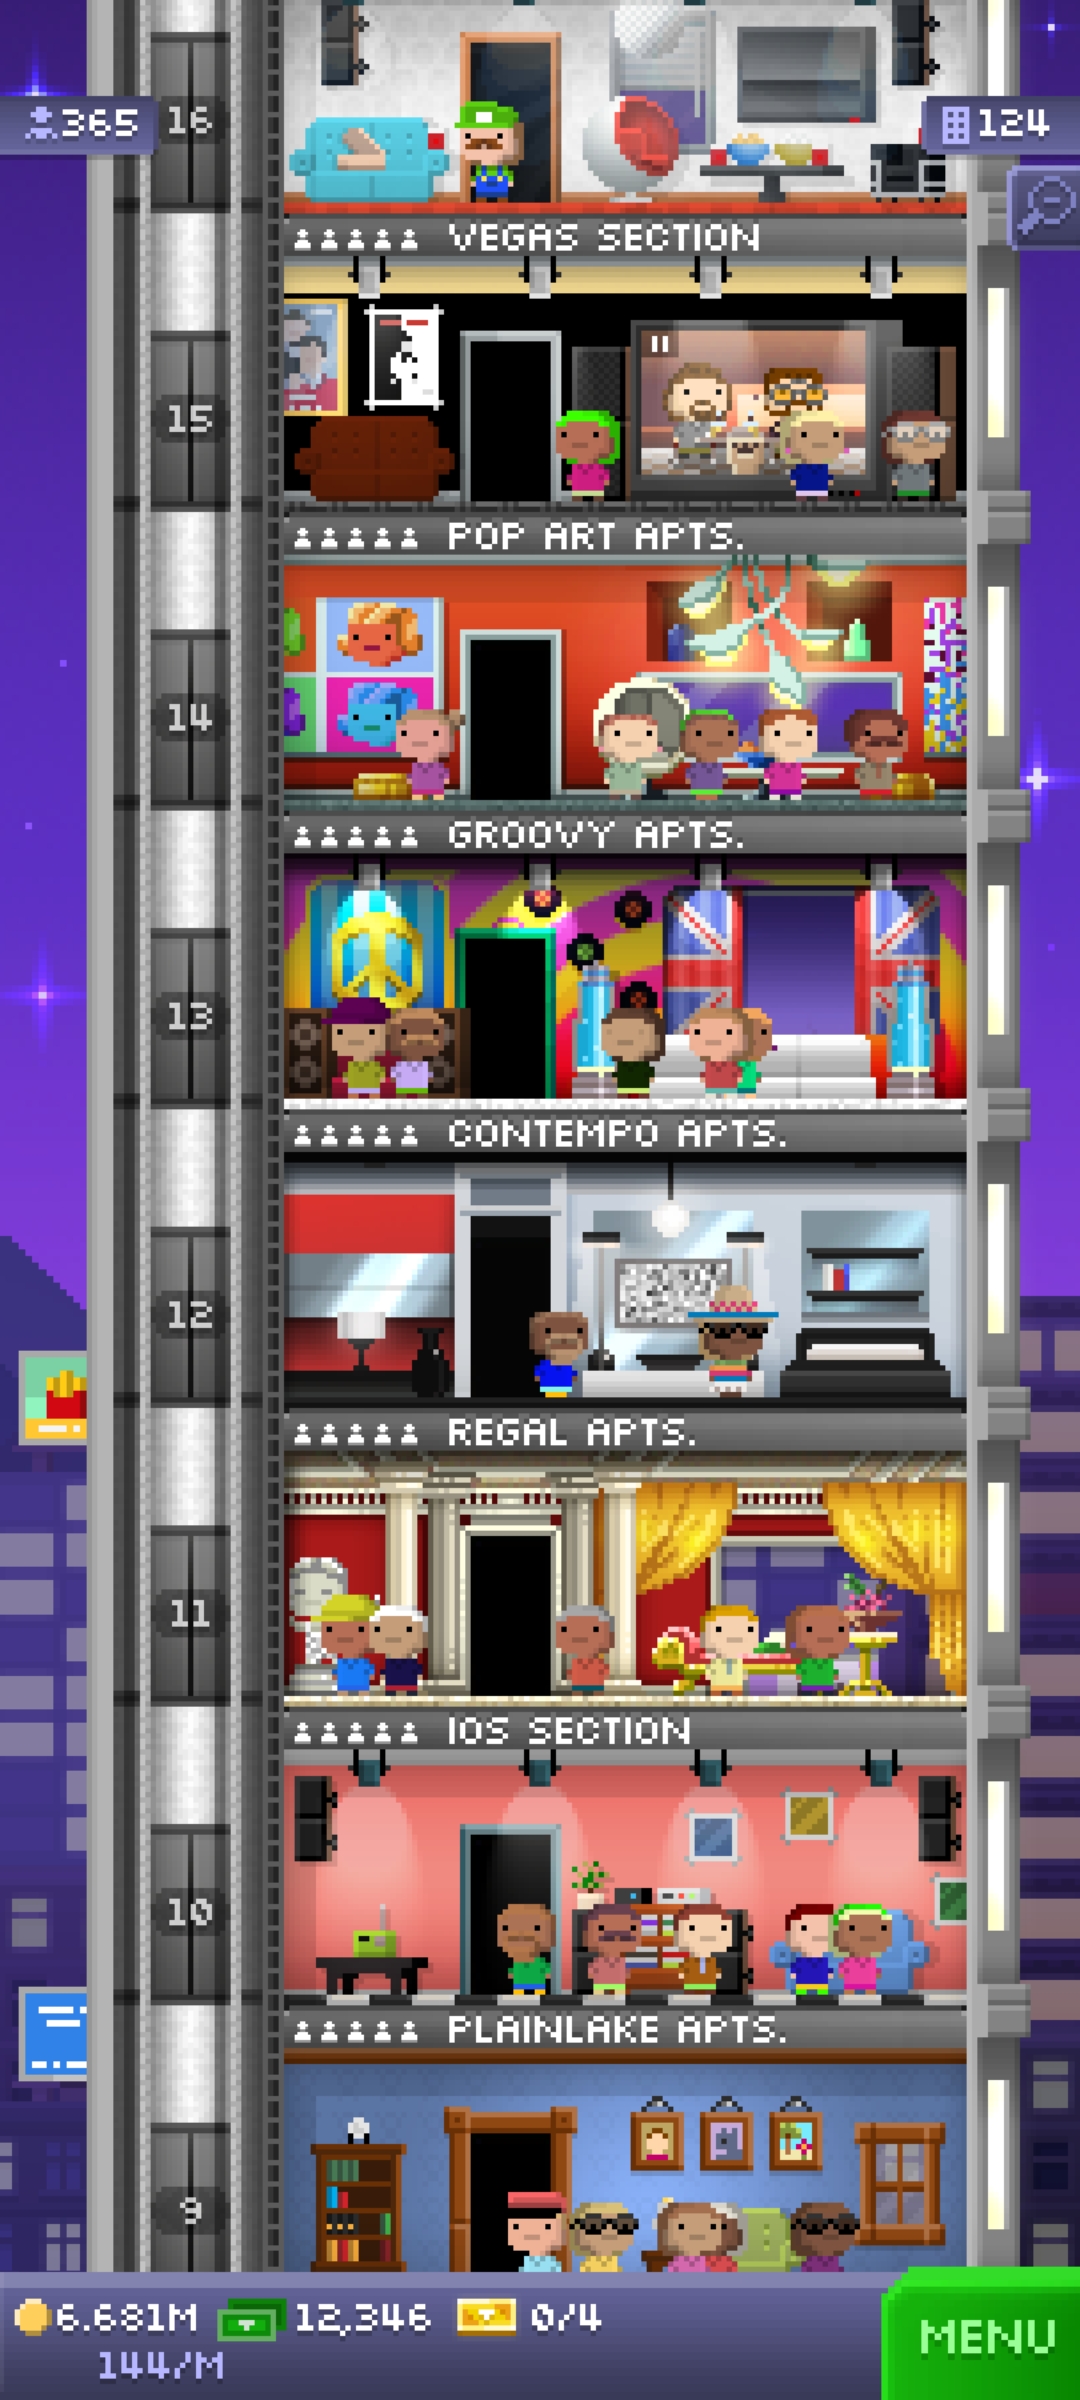 365
16
124
VEGAS SECTION
15
POP ART APTS.
14
GROOVY APTS.
13
CONTEMPO APTS.
12
REGAL APTS.
11
IOS SECTION
10
PLAINLAKE APTS.
9
6.681M 12,346 0/4
144/M
MENU